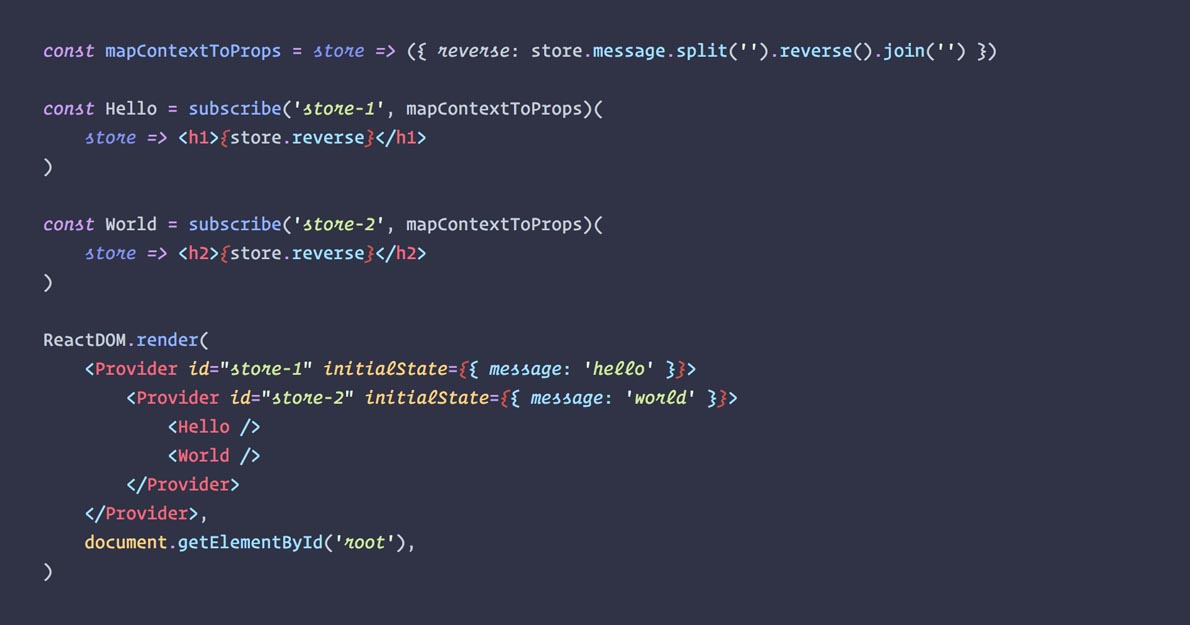 const mapContextToProps = store => ({ reverse: store.message.split('').reverse().join('') })
const Hello = subscribe('store-1', mapContextToProps)(
store => <h1>{store.reverse}</h1>
)
const World = subscribe('store-2', mapContextToProps)(
store => <h2>{store.reverse}</h2>
)
ReactDOM.render(
<Provider id="store-1" initialState={{ message: 'hello' }}>
<Provider id="store-2" initialState={{ message: 'world' }}>
<Hello />
<World />
</Provider>
</Provider>,
document.getElementById('root'),
)